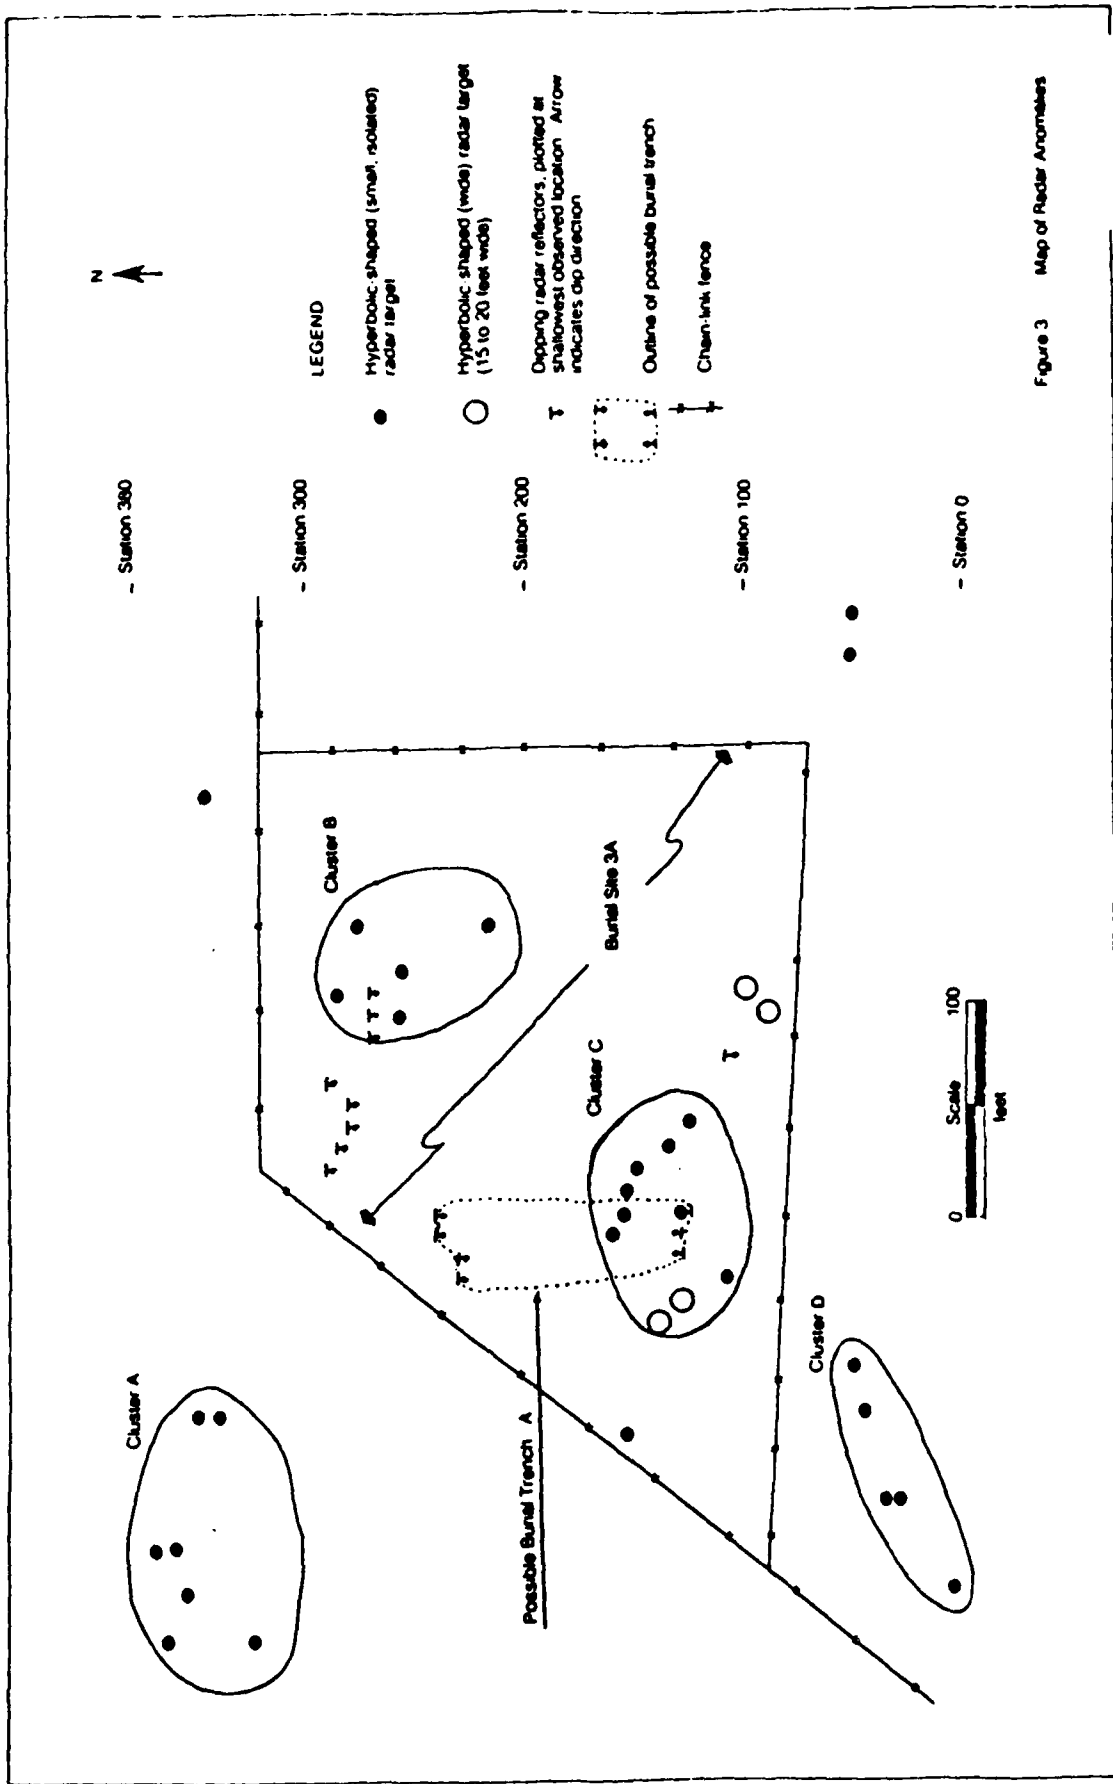 N
LEGEND
Hyperbolic-shaped (small, isolated)
radar target
Hyperbolic-shaped (wide) radar target
(15 to 20 feet wide)
Dipping radar reflectors, plotted at
shallowest observed location Arrow
indicates dip direction
Outline of possible burial trench
Chain-link fence
– Station 380
– Station 300
– Station 200
– Station 100
– Station 0
Cluster A
Cluster B
Burial Site 3A
Cluster C
Possible Burial Trench A
Cluster D
0 Scale 100
feet
Figure 3 Map of Radar Anomalies